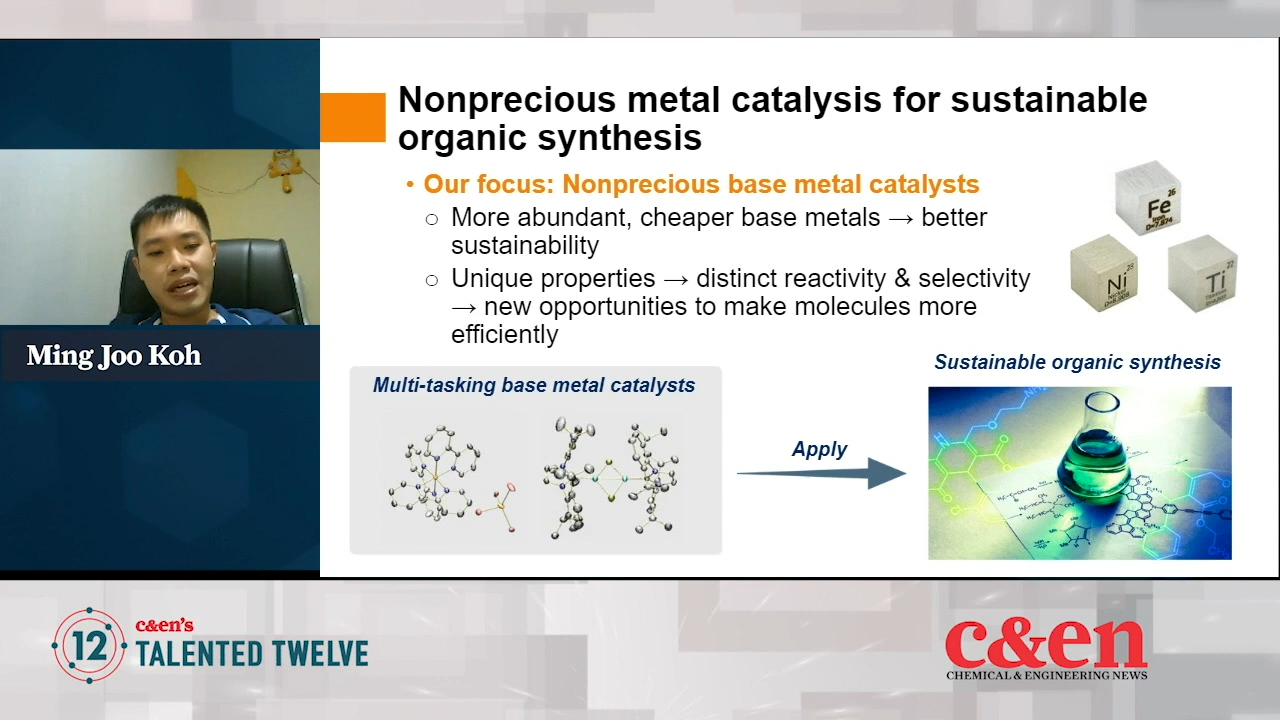 Nonprecious metal catalysis for sustainable
organic synthesis
• Our focus: Nonprecious base metal catalysts
○ More abundant, cheaper base metals → better
sustainability
○ Unique properties → distinct reactivity & selectivity
→ new opportunities to make molecules more
efficiently
26
Fe
Ni
22
Ti
Ming Joo Koh
Multi-tasking base metal catalysts
Apply
Sustainable organic synthesis
12
c&en's
TALENTED TWELVE
c&en
CHEMICAL & ENGINEERING NEWS